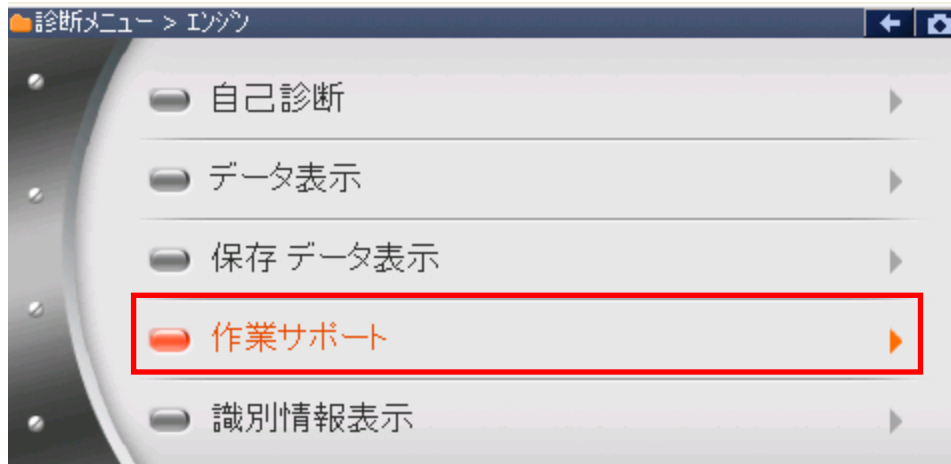 診断メニュー > エンジン
自己診断
データ表示
保存 データ表示
作業サポート
識別情報表示